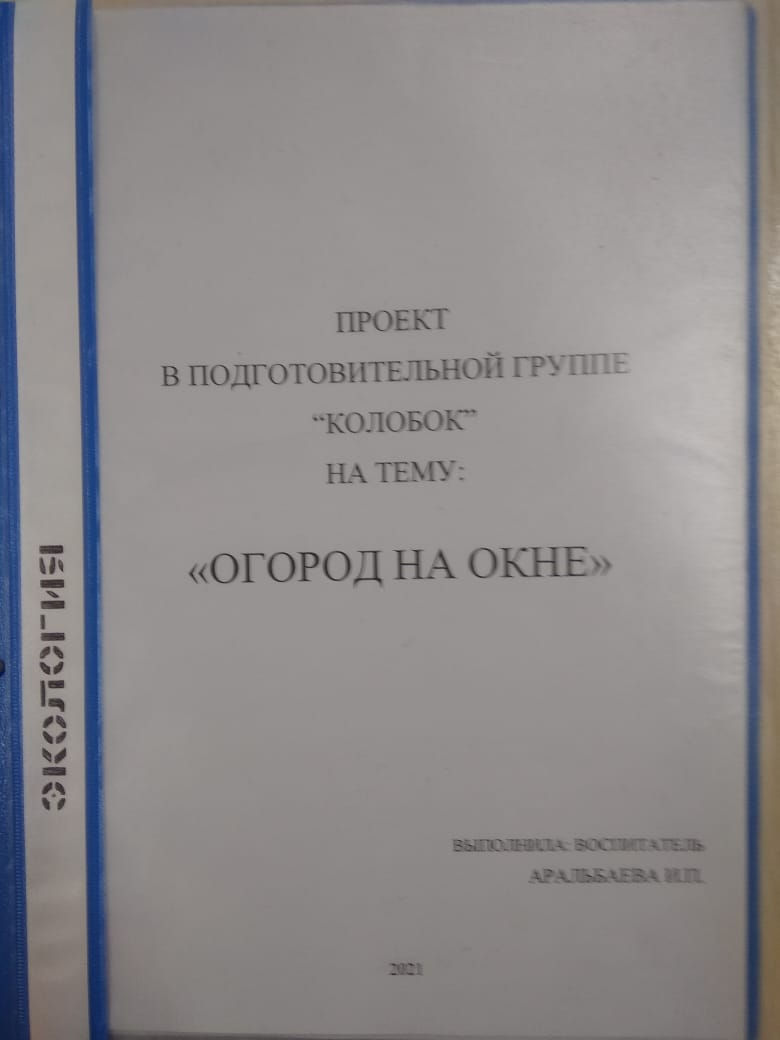 ПРОЕКТ
В ПОДГОТОВИТЕЛЬНОЙ ГРУППЕ
“КОЛОБОК”
НА ТЕМУ:
«ОГОРОД НА ОКНЕ»
ЭКОЛОГИЯ
ВЫПОЛНИЛА: ВОСПИТАТЕЛЬ
АРАЛЬБАЕВА И.П.
2021